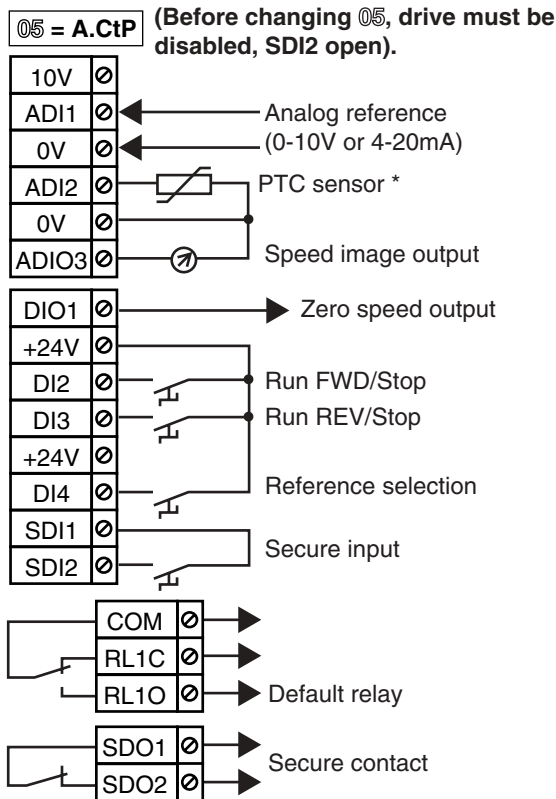 05 = A.CtP (Before changing 05, drive must be
disabled, SDI2 open).
10V
ADI1 Analog reference
0V (0-10V or 4-20mA)
ADI2 PTC sensor *
0V
ADIO3 Speed image output
DIO1 Zero speed output
+24V
DI2 Run FWD/Stop
DI3 Run REV/Stop
+24V
DI4 Reference selection
SDI1
Secure input
SDI2
COM
RL1C
RL1O Default relay
SDO1
Secure contact
SDO2